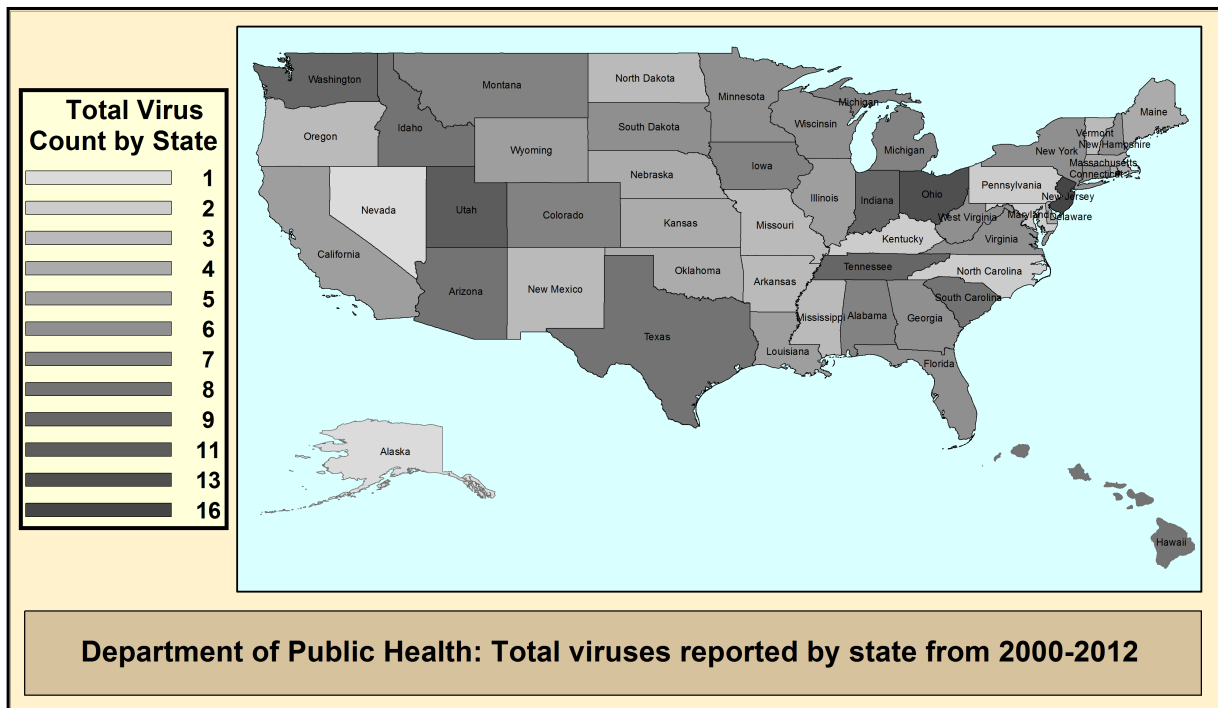 Total Virus
Count by State
1
2
3
4
5
6
7
8
9
11
13
16
Washington
Montana
North Dakota
Minnesota
Michigan
Maine
Oregon
Idaho
Wyoming
South Dakota
Wisconsin
Michigan
Vermont
New Hampshire
New York
Massachusetts
Connecticut
Iowa
Nebraska
Illinois
Indiana
Ohio
Pennsylvania
New Jersey
Nevada
Utah
Colorado
Kansas
Missouri
Kentucky
West Virginia
Maryland
Delaware
Virginia
California
Arizona
New Mexico
Oklahoma
Arkansas
Tennessee
North Carolina
South Carolina
Texas
Louisiana
Mississippi
Alabama
Georgia
Florida
Alaska
Hawaii
Department of Public Health: Total viruses reported by state from 2000-2012